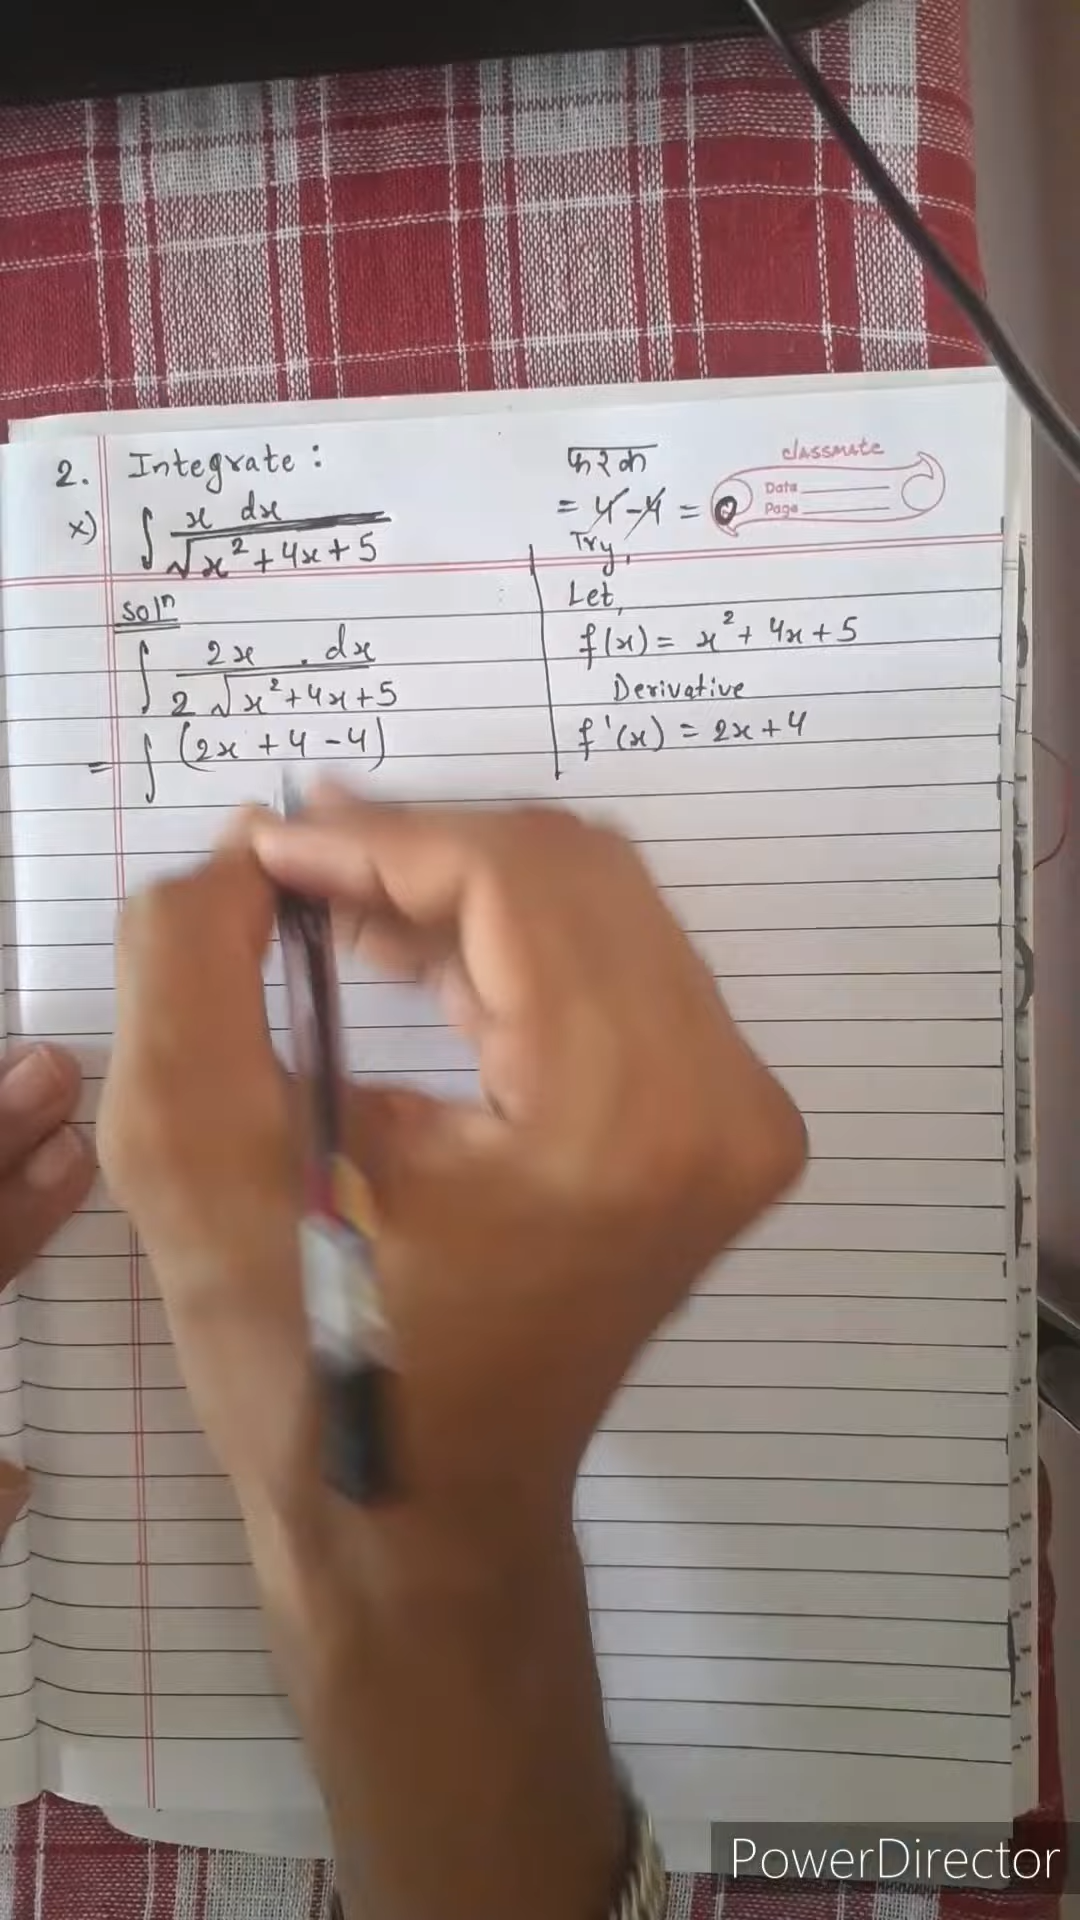 2. Integrate :
x) ∫ x dx / √x²+4x+5
फरक
= 4-4 = 0
Try,
classmate
Date
Page
Soln
∫ 2x . dx / 2 √x²+4x+5
= ∫ (2x + 4 - 4)
Let,
f(x) = x²+ 4x+5
Derivative
f'(x) = 2x+4
PowerDirector